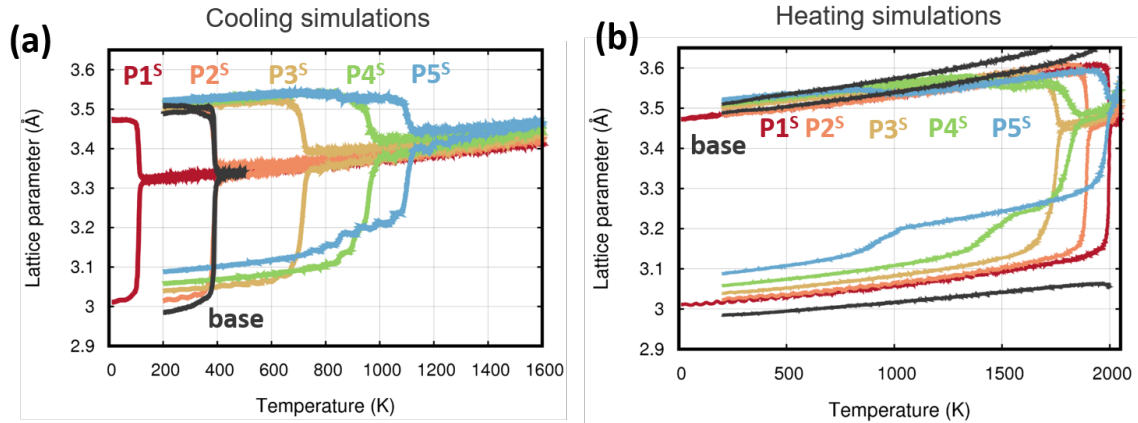 Cooling simulations
(a)
P1S P2S P3S P4S P5S
base
3.6
3.5
3.4
3.3
3.2
3.1
3
2.9
Lattice parameter (Å)
0 200 400 600 800 1000 1200 1400 1600
Temperature (K)
Heating simulations
(b)
P1S P2S P3S P4S P5S
base
3.6
3.5
3.4
3.3
3.2
3.1
3
2.9
Lattice parameter (Å)
0 500 1000 1500 2000
Temperature (K)